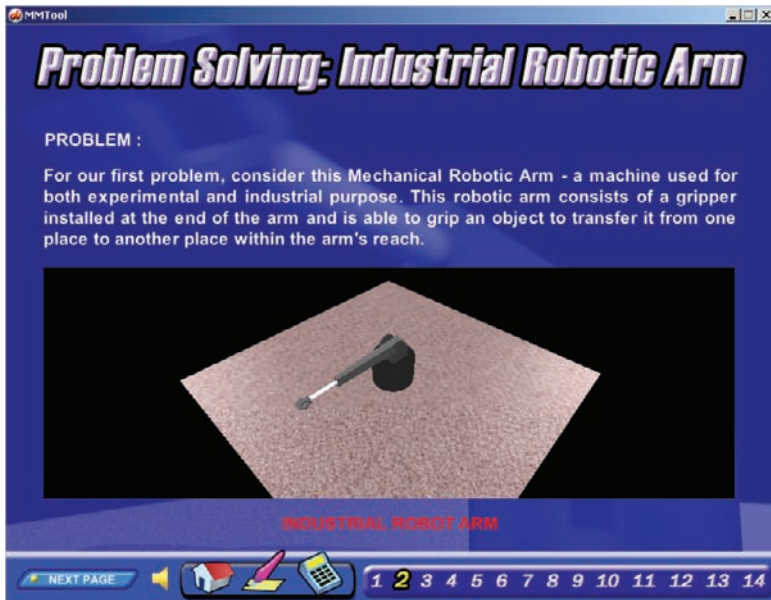 MMTool
Problem Solving: Industrial Robotic Arm
PROBLEM :
For our first problem, consider this Mechanical Robotic Arm - a machine used for
both experimental and industrial purpose. This robotic arm consists of a gripper
installed at the end of the arm and is able to grip an object to transfer it from one
place to another place within the arm's reach.
INDUSTRIAL ROBOT ARM
NEXT PAGE 1 2 3 4 5 6 7 8 9 10 11 12 13 14